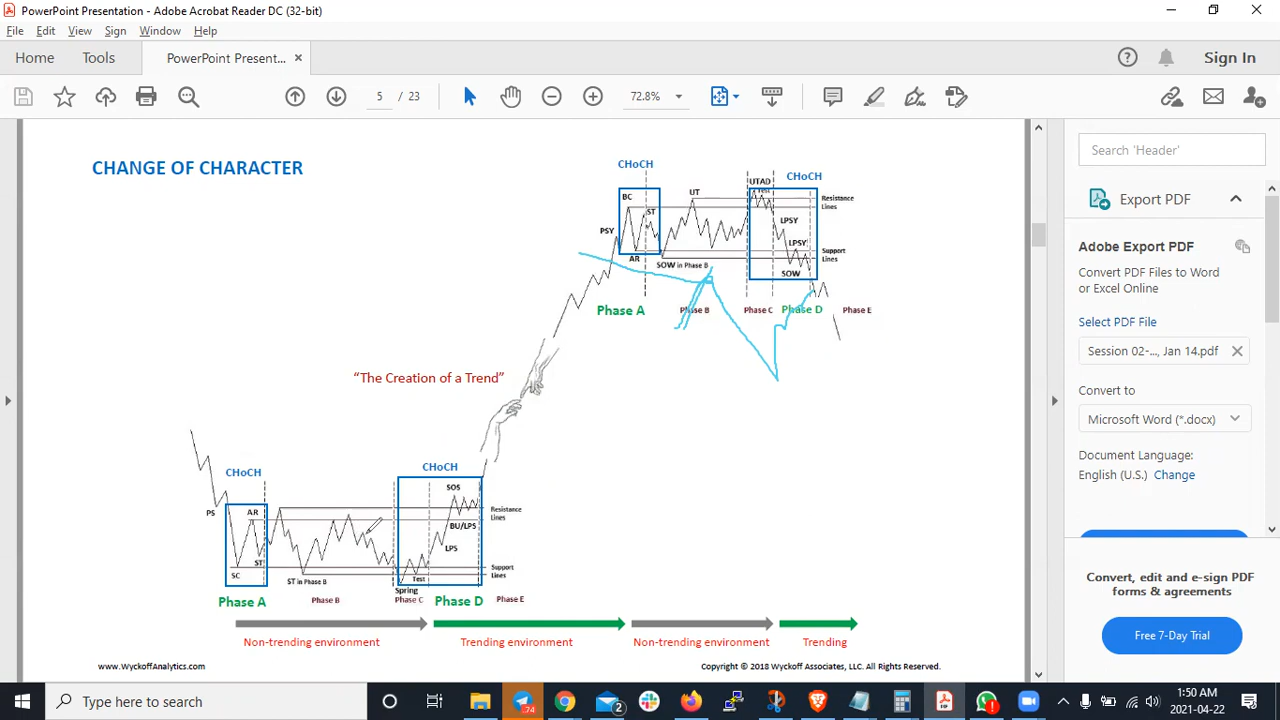 PowerPoint Presentation - Adobe Acrobat Reader DC (32-bit)
File Edit View Sign Window Help
Home Tools PowerPoint Present... × Sign In
5 / 23 72.8%
CHANGE OF CHARACTER
CHoCH
BC
ST
PSY
AR
UT
SOW in Phase B
UTAD
Test
CHoCH
LPSY
LPSY
SOW
Resistance
Lines
Support
Lines
Phase A Phase B Phase C Phase D Phase E
“The Creation of a Trend”
CHoCH
PS
AR
SC
ST
ST in Phase B
CHoCH
SOS
BU/LPS
LPS
Test
Spring
Resistance
Lines
Support
Lines
Phase A Phase B Phase C Phase D Phase E
Non-trending environment Trending environment Non-trending environment Trending
www.WyckoffAnalytics.com Copyright © 2018 Wyckoff Associates, LLC. All Rights Reserved.
Search 'Header'
Export PDF
Adobe Export PDF
Convert PDF Files to Word
or Excel Online
Select PDF File
Session 02-..., Jan 14.pdf
Convert to
Microsoft Word (*.docx)
Document Language:
English (U.S.) Change
Convert, edit and e-sign PDF
forms & agreements
Free 7-Day Trial
Type here to search
74
2
1:50 AM
2021-04-22